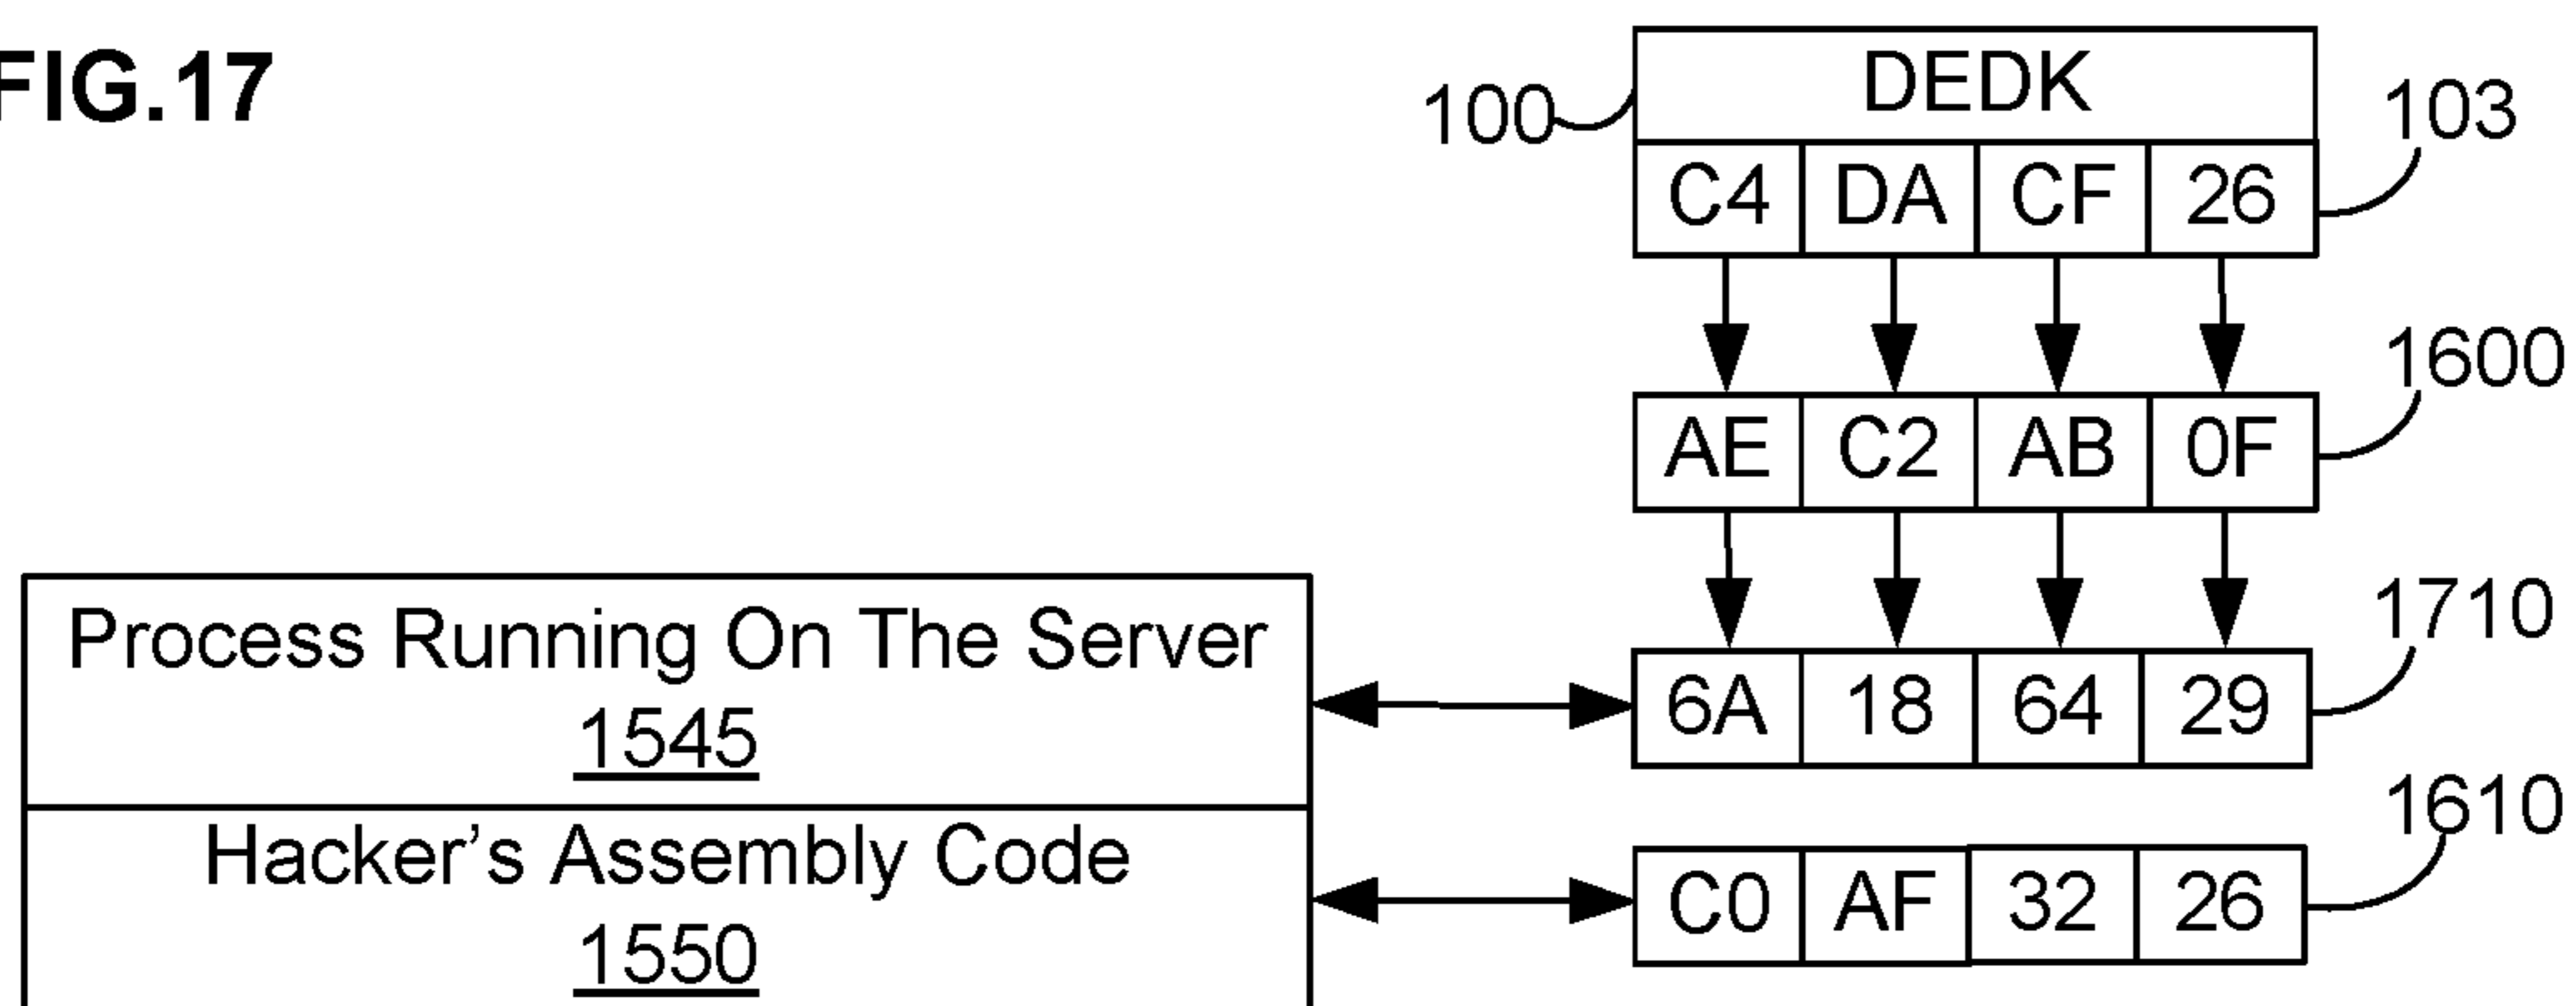 FIG.17
DEDK
100
103
C4 DA CF 26
1600
AE C2 AB 0F
Process Running On The Server
1545
1710
6A 18 64 29
Hacker's Assembly Code
1550
1610
C0 AF 32 26